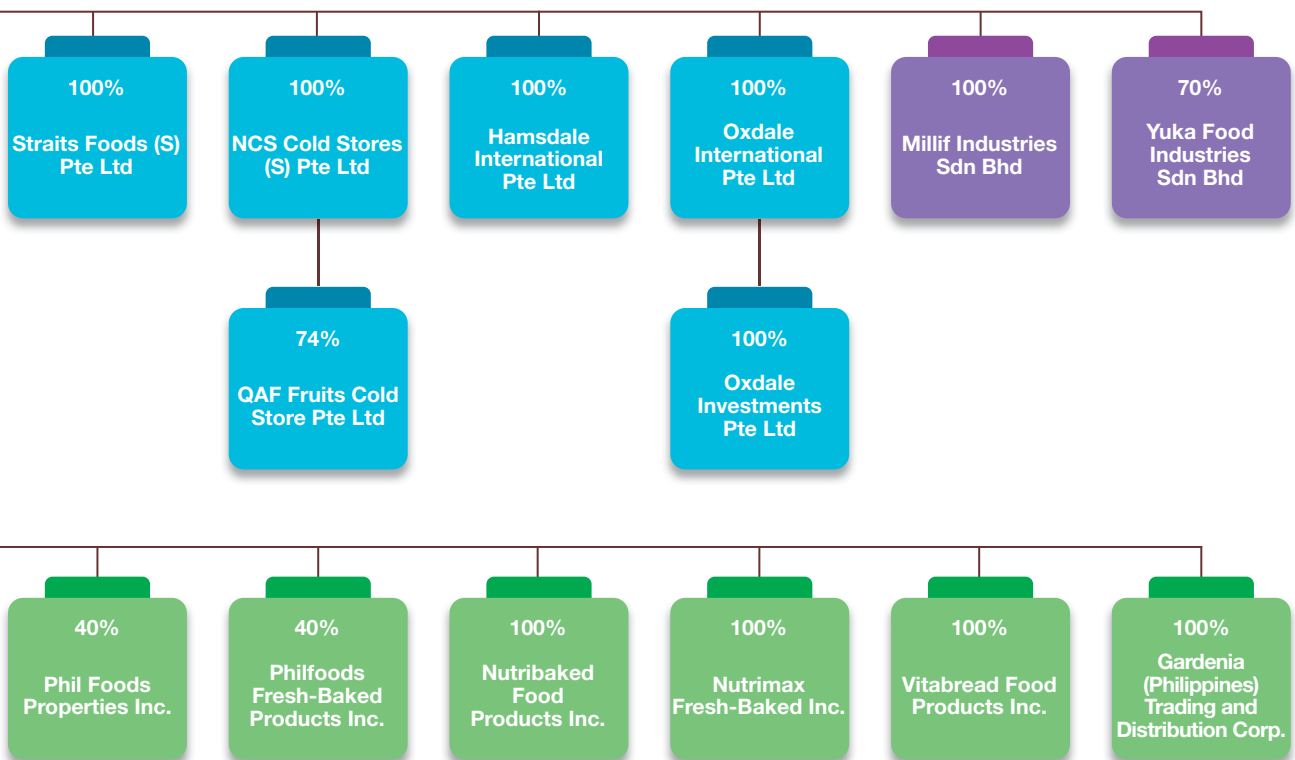 100%
Straits Foods (S)
Pte Ltd
100%
NCS Cold Stores
(S) Pte Ltd
100%
Hamsdale
International
Pte Ltd
100%
Oxdale
International
Pte Ltd
100%
Millif Industries
Sdn Bhd
70%
Yuka Food
Industries
Sdn Bhd
74%
QAF Fruits Cold
Store Pte Ltd
100%
Oxdale
Investments
Pte Ltd
40%
Phil Foods
Properties Inc.
40%
Philfoods
Fresh-Baked
Products Inc.
100%
Nutribaked
Food
Products Inc.
100%
Nutrimax
Fresh-Baked Inc.
100%
Vitabread Food
Products Inc.
100%
Gardenia
(Philippines)
Trading and
Distribution Corp.